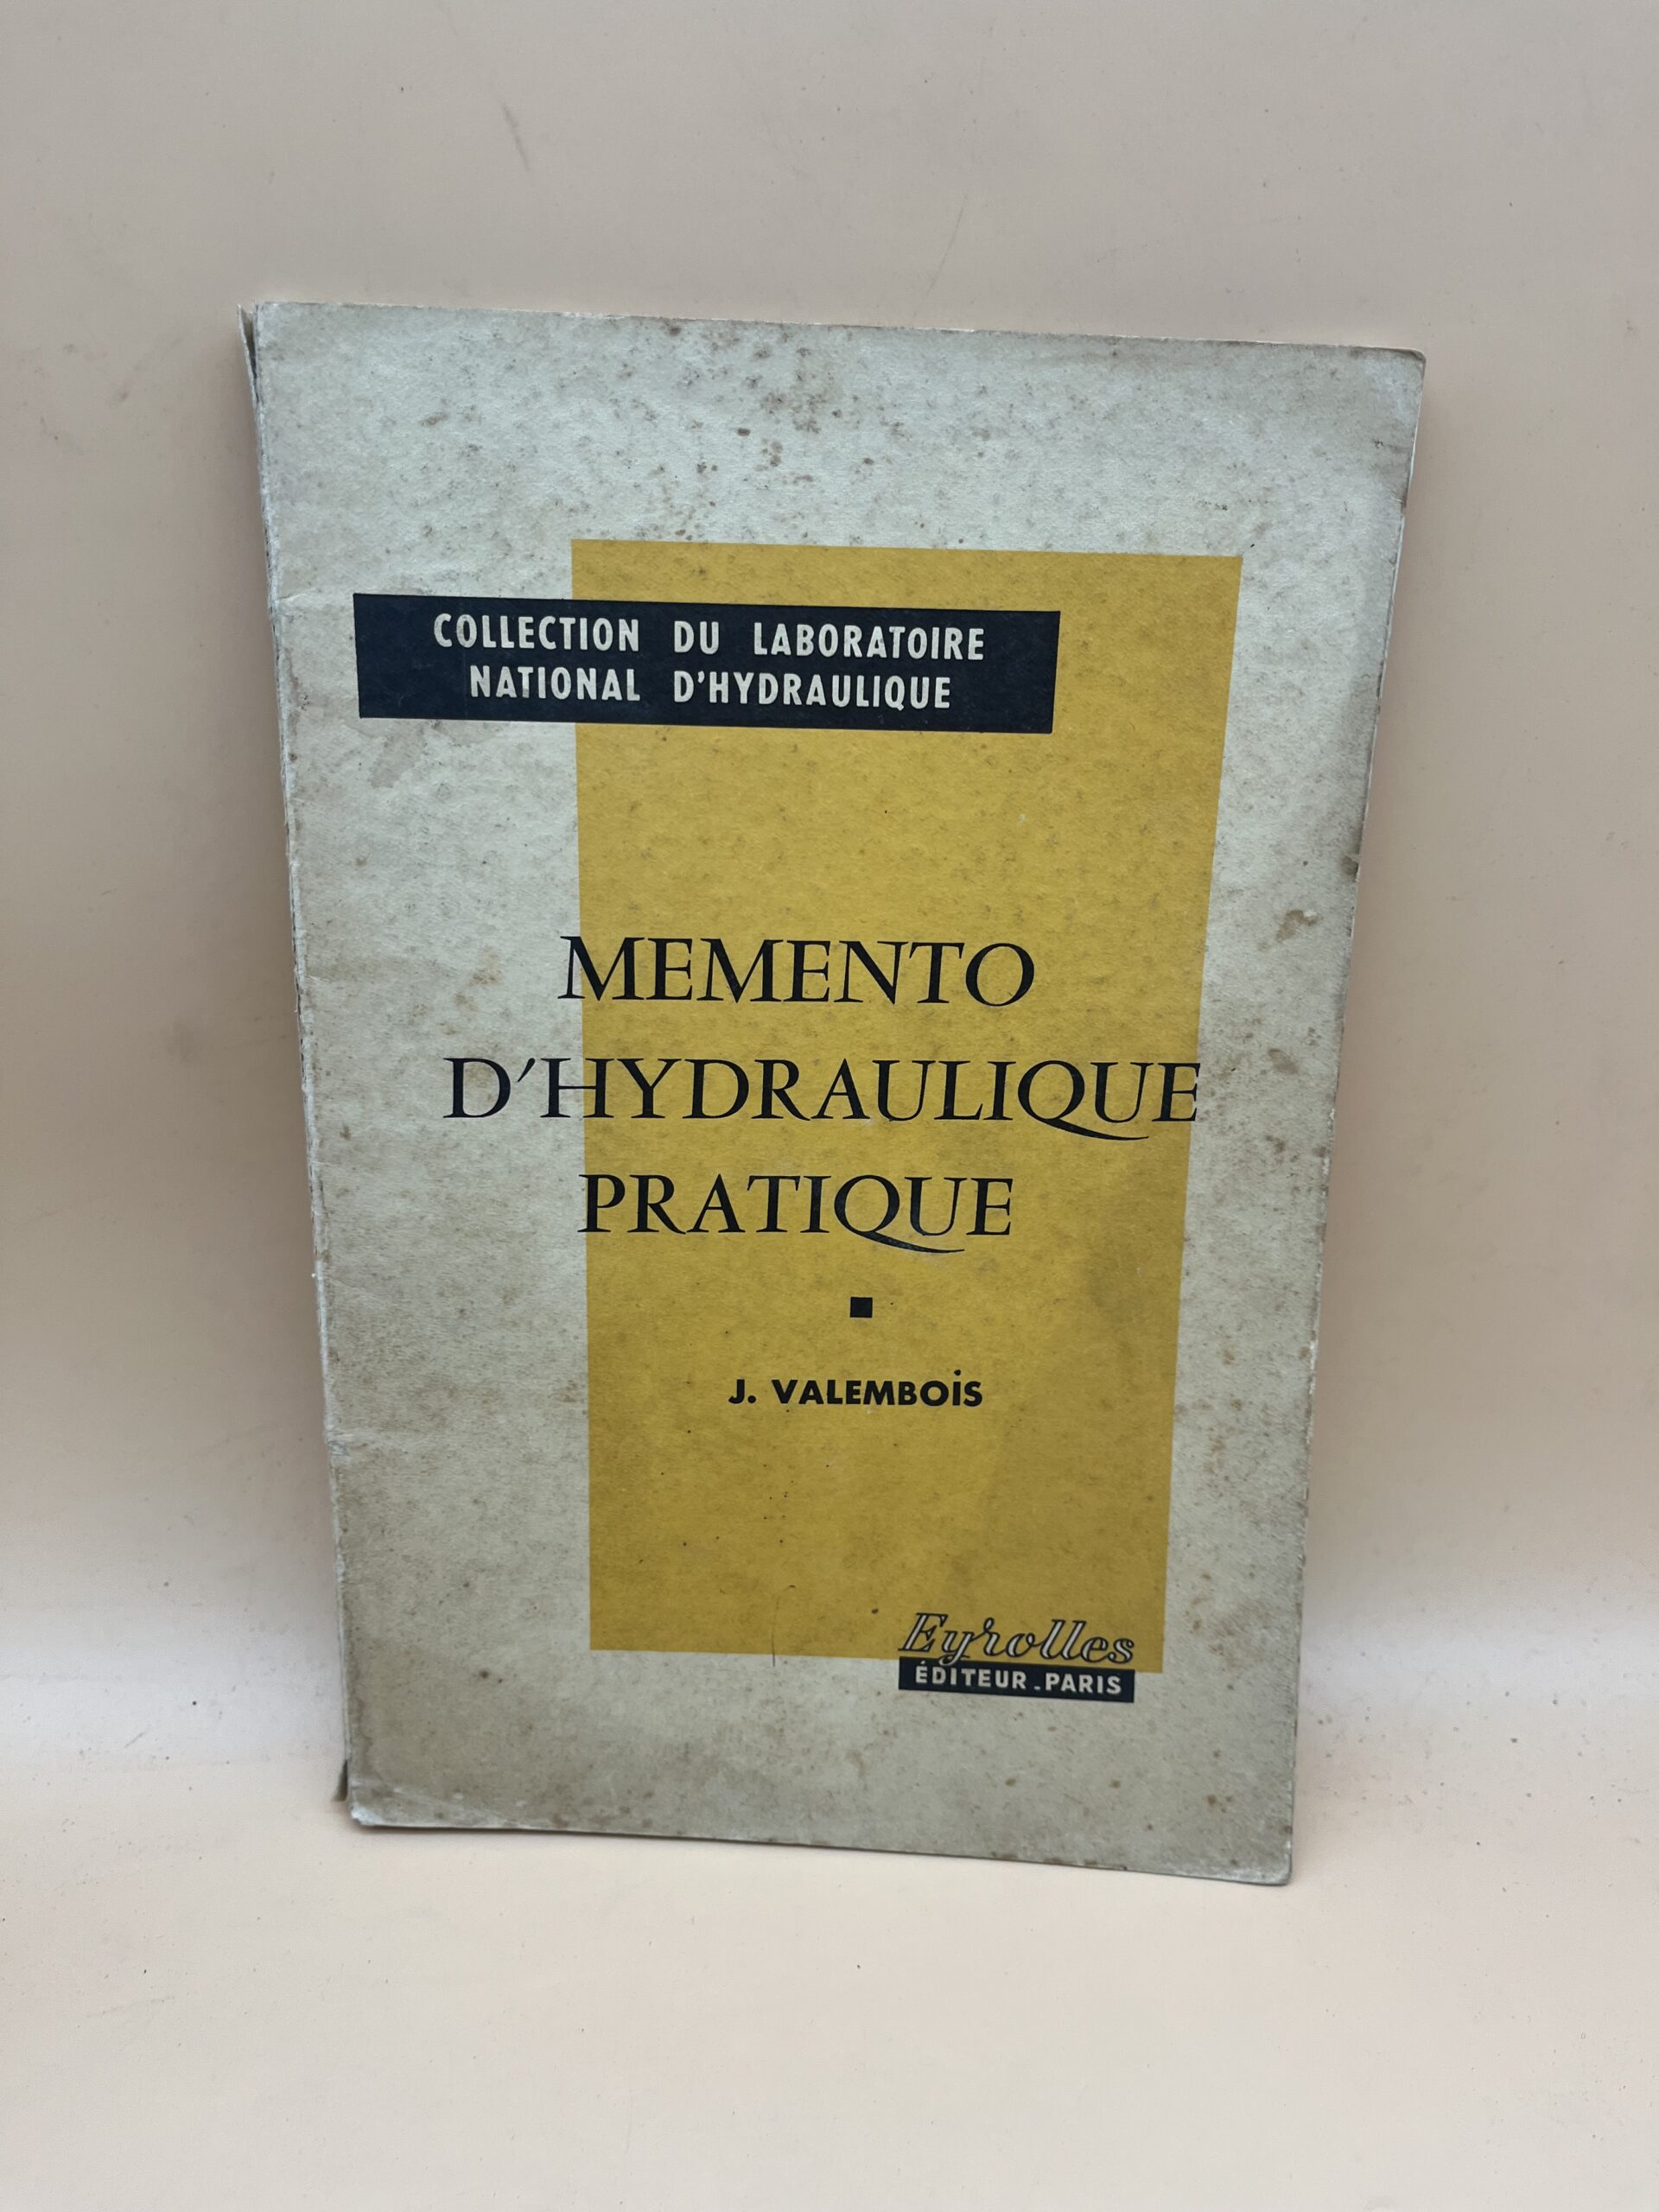 COLLECTION DU LABORATOIRE
NATIONAL D'HYDRAULIQUE
MEMENTO
D'HYDRAULIQUE
PRATIQUE
J. VALEMBOIS
Eyrolles
ÉDITEUR-PARIS